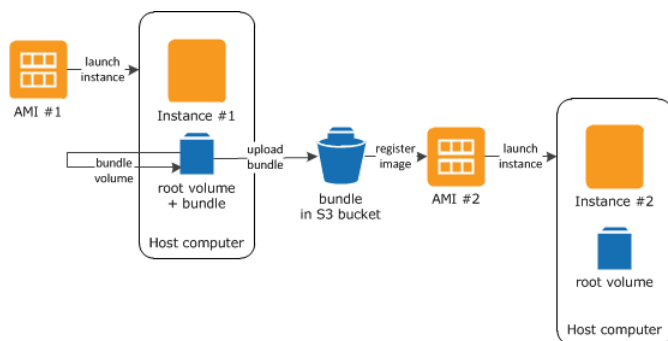 AMI #1
launch
instance
Instance #1
bundle
volume
root volume
+ bundle
Host computer
upload
bundle
bundle
in S3 bucket
register
image
AMI #2
launch
instance
Instance #2
root volume
Host computer